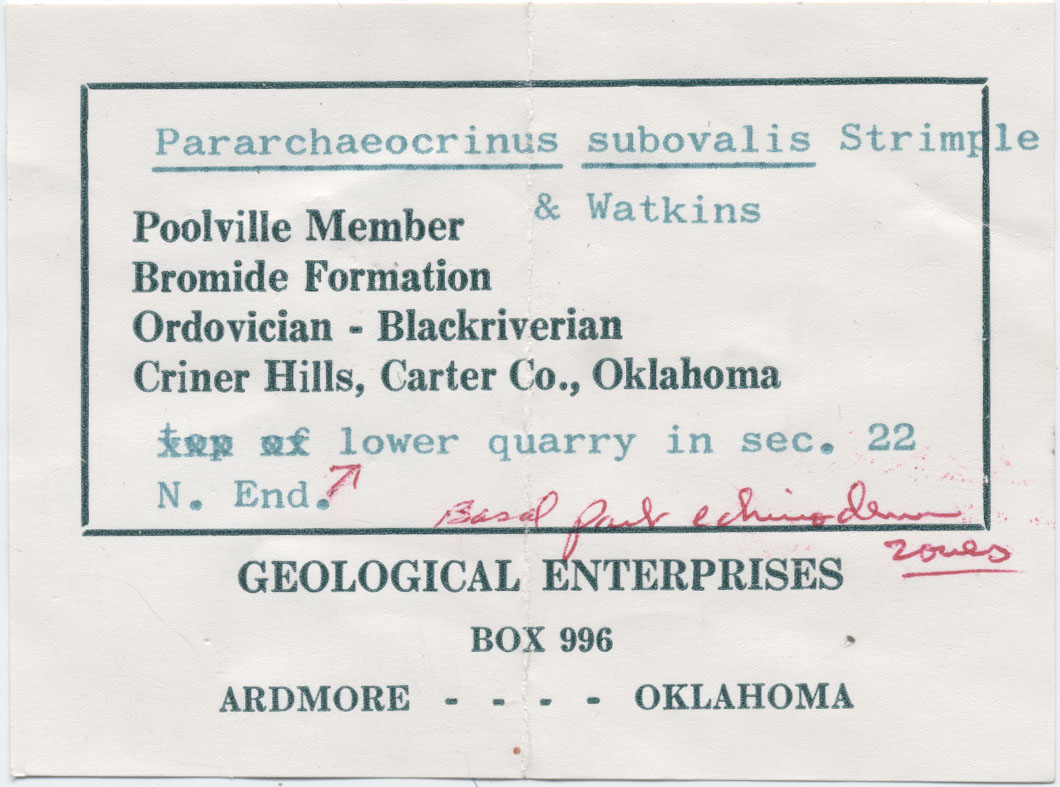 Pararchaeocrinus subovalis Strimple
& Watkins
Poolville Member
Bromide Formation
Ordovician - Blackriverian
Criner Hills, Carter Co., Oklahoma
top of lower quarry in sec. 22
N. End.
Basal part echinoderm
zones
GEOLOGICAL ENTERPRISES
BOX 996
ARDMORE - - - - OKLAHOMA